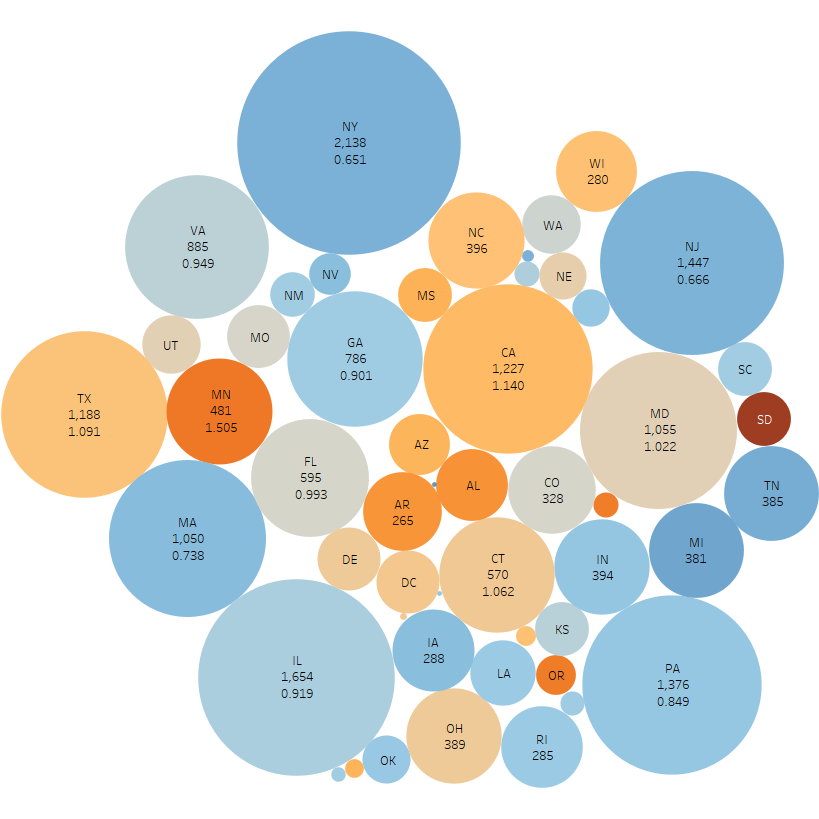 NY
2,138
0.651
WI
280
VA
885
0.949
NC
396
WA
NJ
1,447
0.666
NV
NE
NM
MS
MO
UT
GA
786
0.901
CA
1,227
1.140
SC
TX
1,188
1.091
MN
481
1.505
MD
1,055
1.022
SD
AZ
FL
595
0.993
AL
CO
328
TN
385
AR
265
MA
1,050
0.738
MI
381
DE
CT
570
1.062
IN
394
DC
KS
IA
288
IL
1,654
0.919
LA
OR
PA
1,376
0.849
OH
389
RI
285
OK